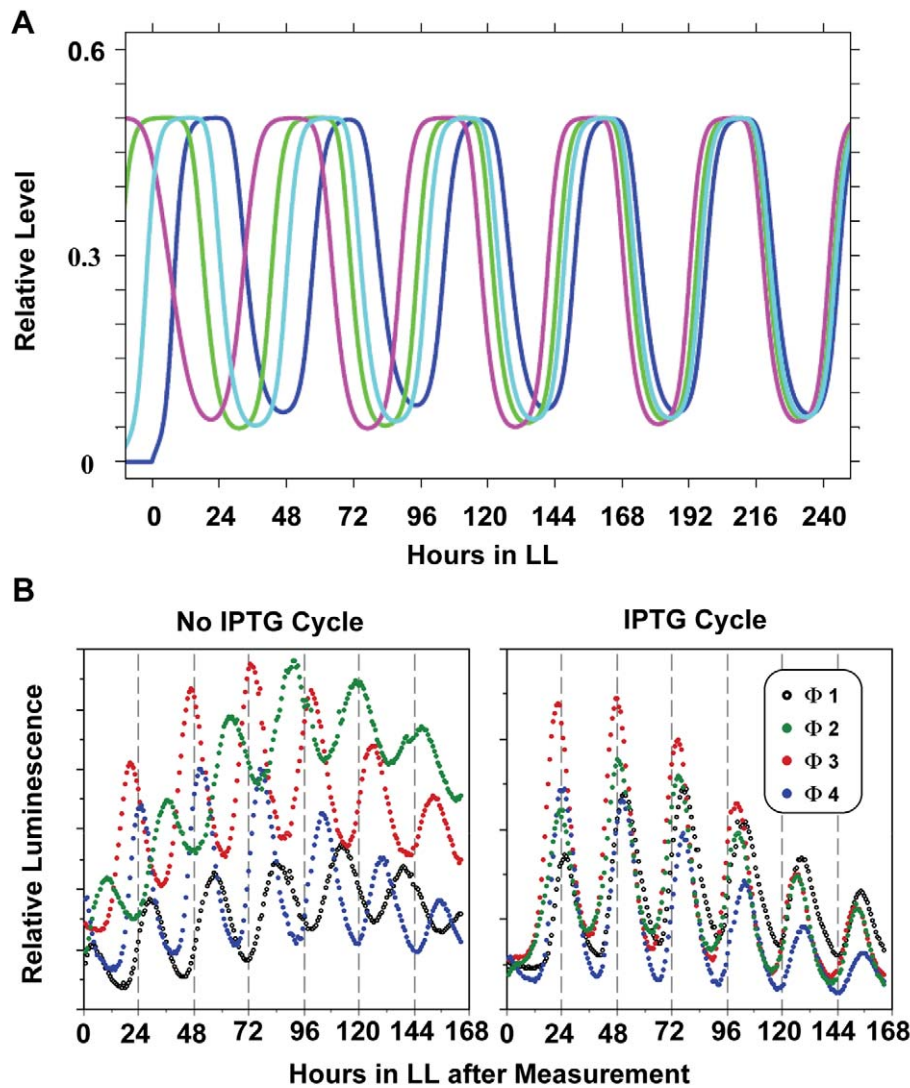 A
0.6
0.3
0
Relative Level
0 24 48 72 96 120 144 168 192 216 240
Hours in LL
B
No IPTG Cycle
IPTG Cycle
Relative Luminescence
Φ 1
Φ 2
Φ 3
Φ 4
0 24 48 72 96 120 144 168
0 24 48 72 96 120 144 168
Hours in LL after Measurement